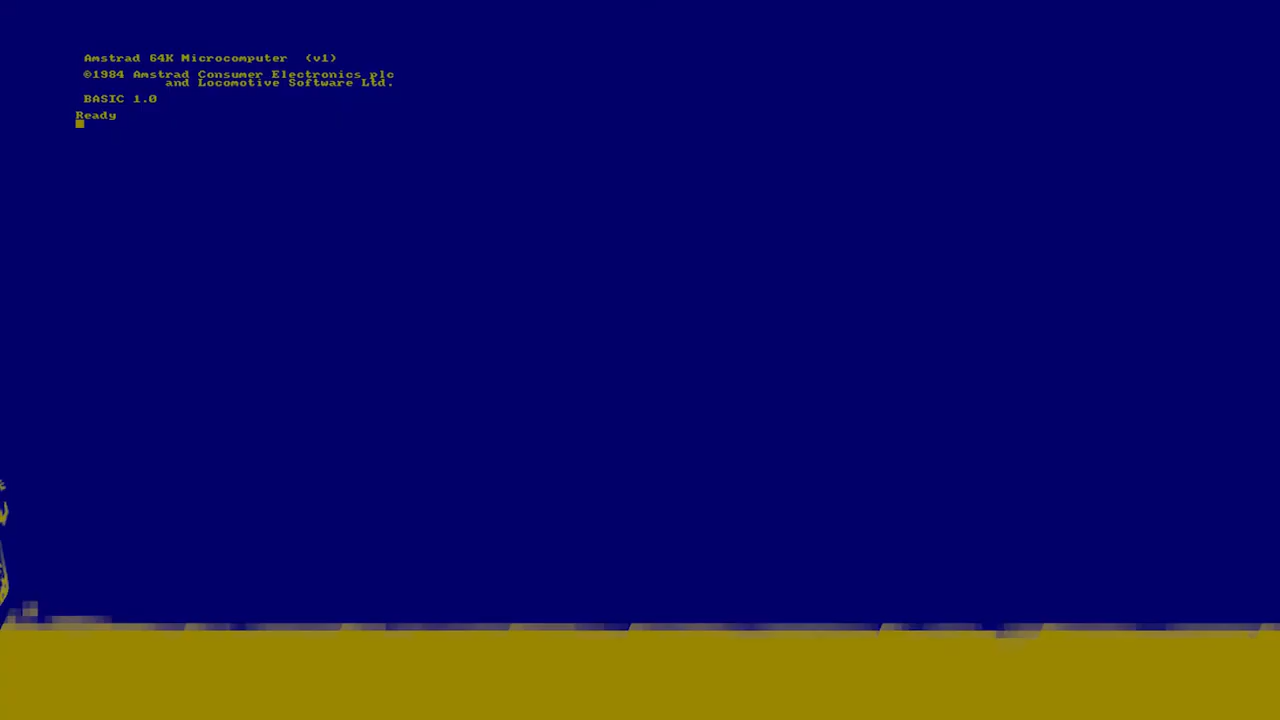 Amstrad 64K Microcomputer (v1)
©1984 Amstrad Consumer Electronics plc
and Locomotive Software Ltd.
BASIC 1.0
Ready